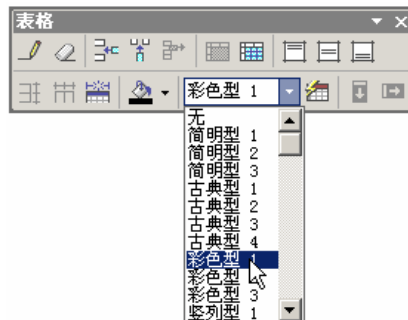 表格
彩色型 1
无
简明型 1
简明型 2
简明型 3
古典型 1
古典型 2
古典型 3
古典型 4
彩色型 1
彩色型
彩色型 3
竖列型 1